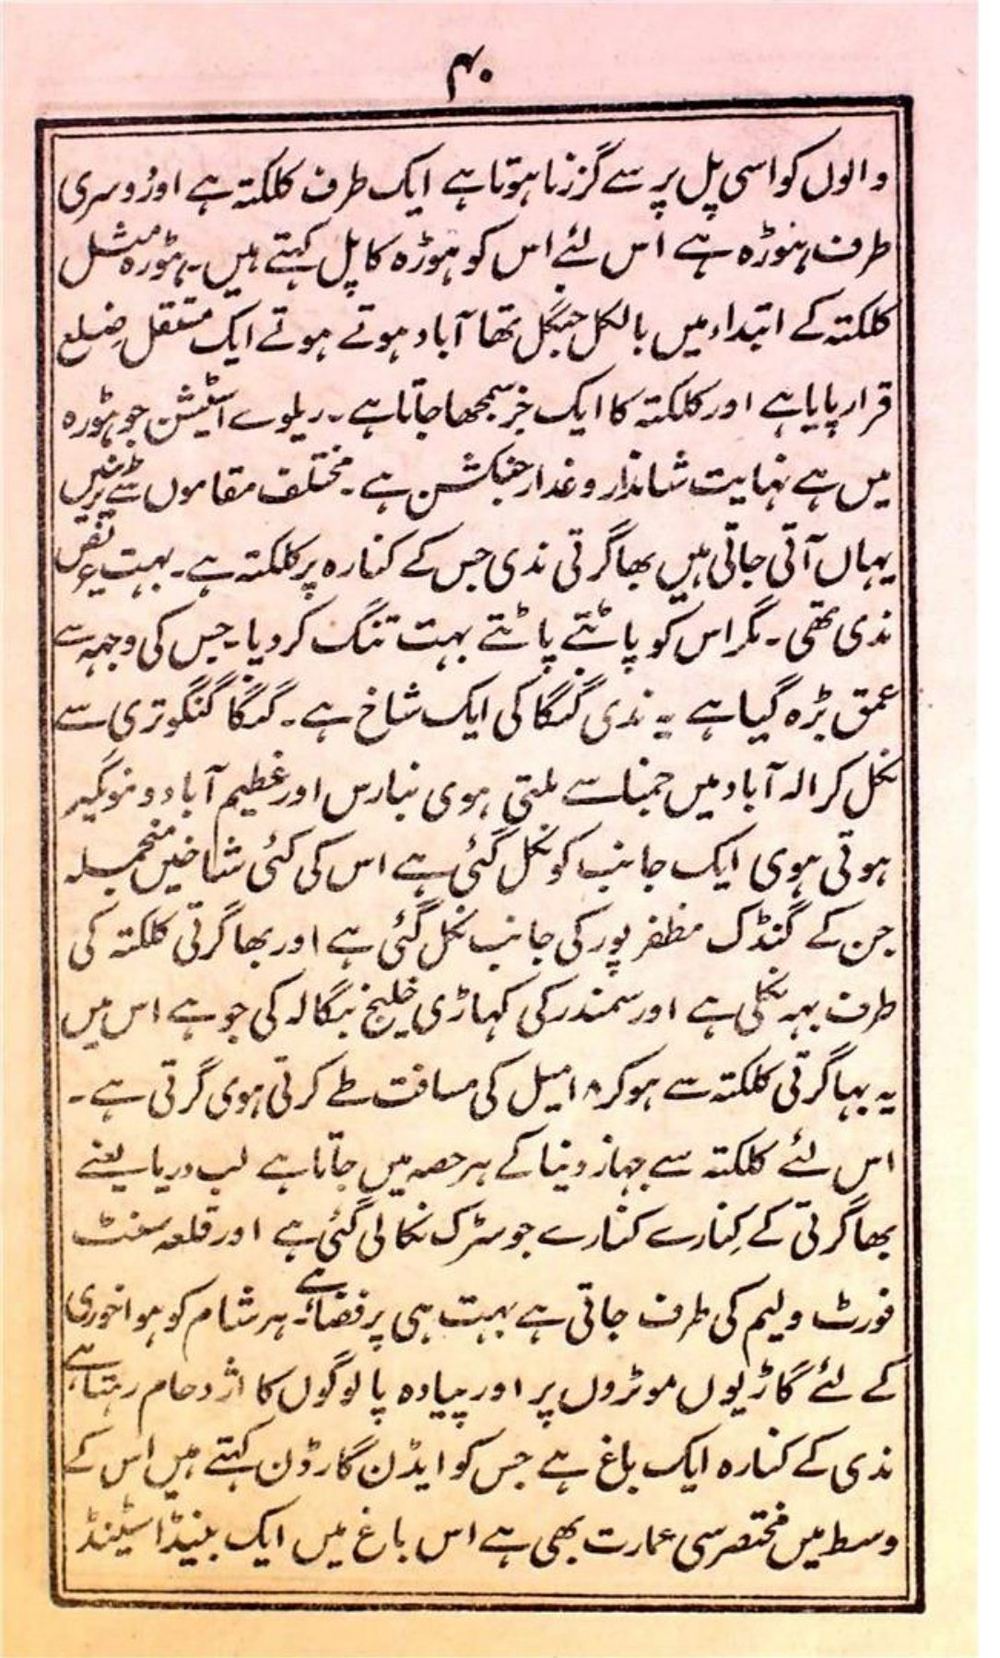 ۴۰
والوں کو اسی پل پر سے گزرنا ہوتا ہے ایک طرف کلکتہ ہے اور دوسری
طرف ہنوڑہ ہے اس لئے اس کو ہوڑہ کا پل کہتے ہیں۔ ہوڑہ مثل
کلکتہ کے ابتداء میں بالکل جنگل تھا آباد ہوتے ہوتے ایک مستقل ضلع
قرار پایا ہے اور کلکتہ کا ایک جز سمجھا جاتا ہے۔ ریلوے اسٹیشن جو ہوڑہ
میں ہے نہایت شاندار وغدار جنکشن ہے۔ مختلف مقاموں سے ٹرینیں
یہاں آتی جاتی ہیں بھاگرتی ندی جس کے کنارہ پر کلکتہ ہے۔ بہت عریض
ندی تھی۔ مگر اس کو پاٹتے پاٹتے بہت تنگ کر دیا۔ جس کی وجہہ سے
عمق بڑہ گیا ہے یہ ندی گنگا کی ایک شاخ ہے۔ گنگا گنگوتری سے
نکل کر الہ آباد میں جمنا سے ملتی ہوی بنارس اور عظیم آباد و مونگیر
ہوتی ہوی ایک جانب کو نکل گئی ہے اس کی کئی شاخیں منجملہ
جن کے گنڈک مظفر پور کی جانب نکل گئی ہے اور بھاگرتی کلکتہ کی
طرف بہہ نکلی ہے اور سمندر کی کہاڑی خلیج بنگالہ کی جو ہے اس میں
یہ بہاگرتی کلکتہ سے ہو کر ۸۰ میل کی مسافت طے کرتی ہوی گرتی ہے۔
اس لئے کلکتہ سے جہاز دنیا کے ہر حصہ میں جاتا ہے لب دریا یعنے
بھاگرتی کے کنارے کنارے جو سڑک نکالی گئی ہے اور قلعہ سنٹ
فورٹ ولیم کی طرف جاتی ہے بہت ہی پر فضا ہے۔ ہر شام کو ہوا خوری
کے لئے گاڑیوں موٹروں پر اور پیادہ پا لوگوں کا اژدحام رہتا ہے
ندی کے کنارہ ایک باغ ہے جس کو ایڈن گارڈن کہتے ہیں اس کے
وسط میں مختصر سی عمارت بھی ہے اس باغ میں ایک بینڈ اسٹینڈ